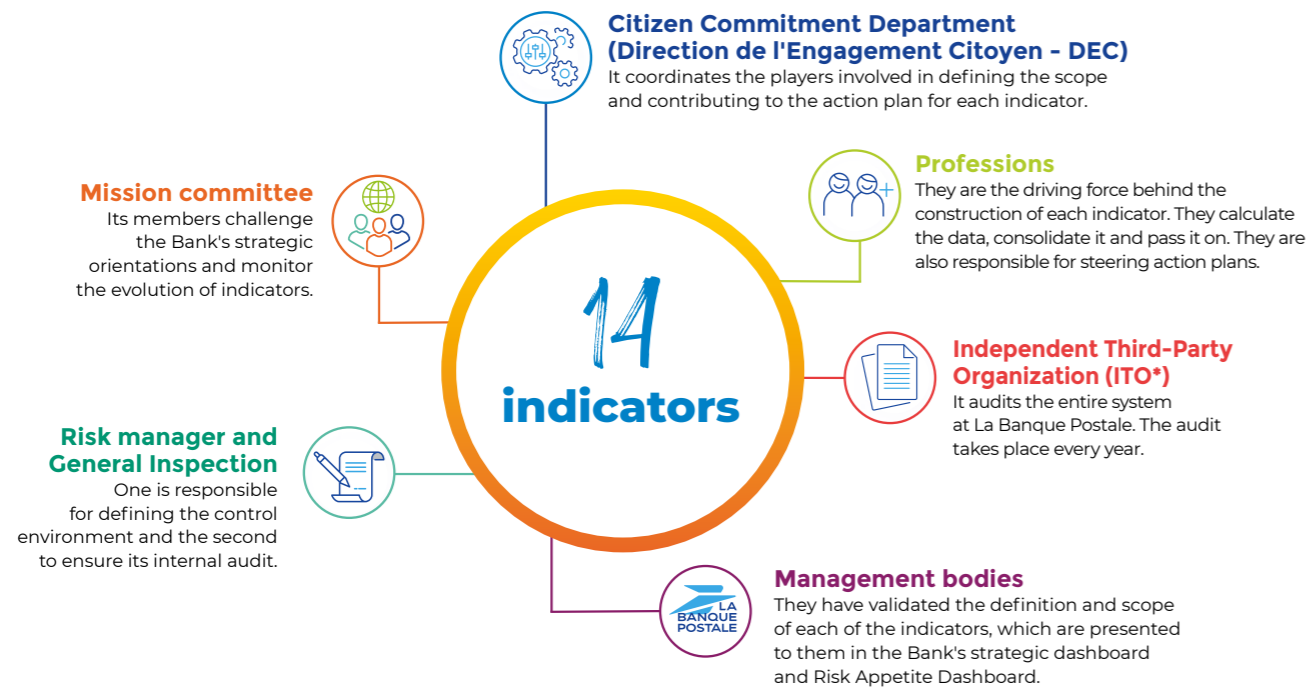 Citizen Commitment Department
(Direction de l'Engagement Citoyen - DEC)
It coordinates the players involved in defining the scope
and contributing to the action plan for each indicator.
Professions
They are the driving force behind the
construction of each indicator. They calculate
the data, consolidate it and pass it on. They are
also responsible for steering action plans.
Mission committee
Its members challenge
the Bank's strategic
orientations and monitor
the evolution of indicators.
14
indicators
Independent Third-Party
Organization (ITO*)
It audits the entire system
at La Banque Postale. The audit
takes place every year.
Risk manager and
General Inspection
One is responsible
for defining the control
environment and the second
to ensure its internal audit.
LA
BANQUE
POSTALE
Management bodies
They have validated the definition and scope
of each of the indicators, which are presented
to them in the Bank's strategic dashboard
and Risk Appetite Dashboard.